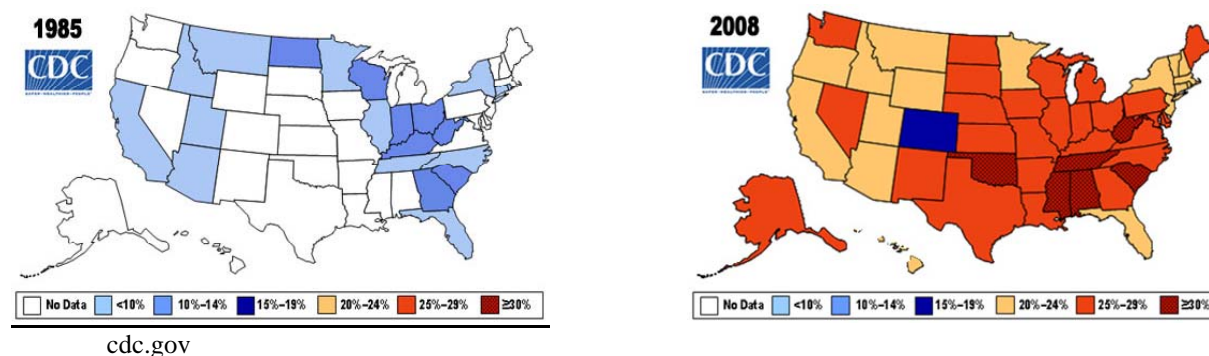 1985
CDC
No Data <10% 10%–14% 15%–19% 20%–24% 25%–29% ≥30%
cdc.gov
2008
CDC
No Data <10% 10%–14% 15%–19% 20%–24% 25%–29% ≥30%